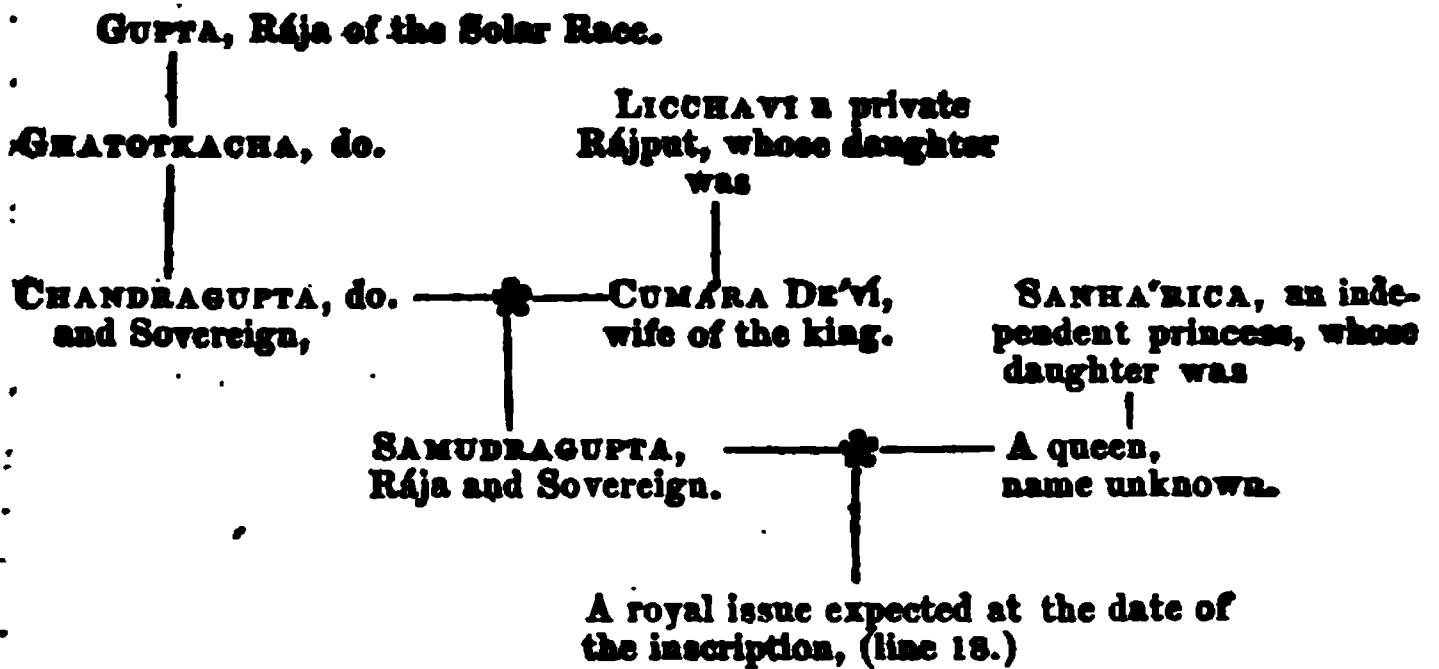 GUPTA, Rája of the Solar Race.
GHATOTKACHA, do.
LICCHAVI a private
Rájput, whose daughter
was
CHANDRAGUPTA, do.
and Sovereign,
CUMÁRA DE'VÍ,
wife of the king.
SANHA'RICA, an inde-
pendent princess, whose
daughter was
SAMUDRAGUPTA,
Rája and Sovereign.
A queen,
name unknown.
A royal issue expected at the date of
the inscription, (line 18.)